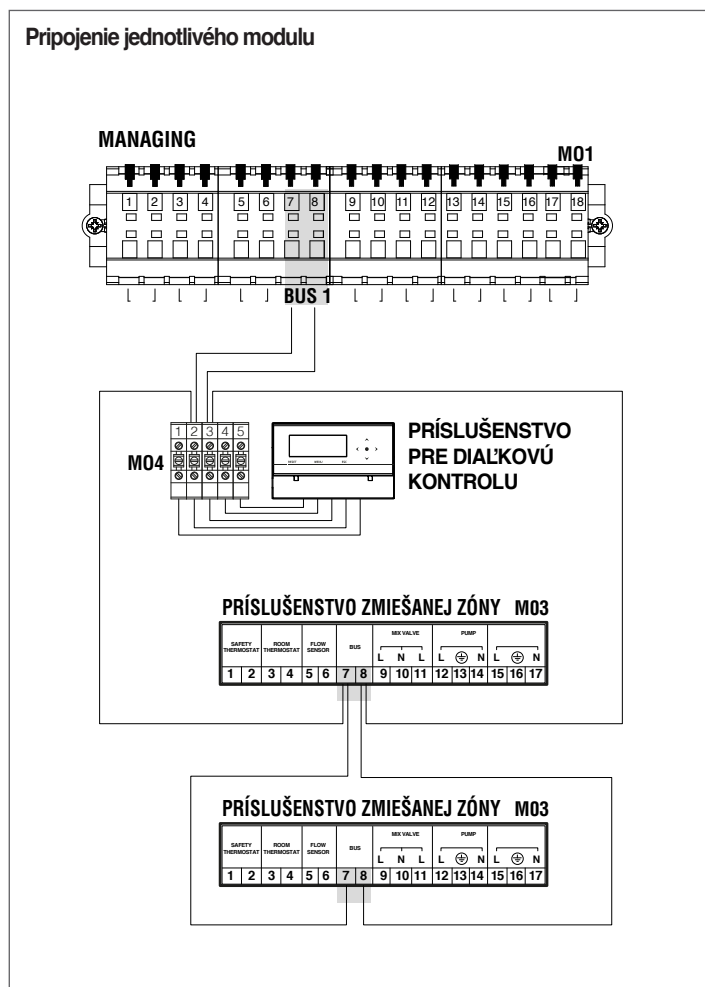 Pripojenie jednotlivého modulu
MANAGING
M01
1 2 3 4 5 6 7 8 9 10 11 12 13 14 15 16 17 18
BUS 1
1 2 3 4 5
M04
PRÍSLUŠENSTVO
PRE DIAĽKOVÚ
KONTROLU
PRÍSLUŠENSTVO ZMIEŠANEJ ZÓNY M03
SAFETY THERMOSTAT ROOM THERMOSTAT FLOW SENSOR BUS MIX VALVE PUMP
L N L L N L N
1 2 3 4 5 6 7 8 9 10 11 12 13 14 15 16 17
PRÍSLUŠENSTVO ZMIEŠANEJ ZÓNY M03
SAFETY THERMOSTAT ROOM THERMOSTAT FLOW SENSOR BUS MIX VALVE PUMP
L N L L N L N
1 2 3 4 5 6 7 8 9 10 11 12 13 14 15 16 17